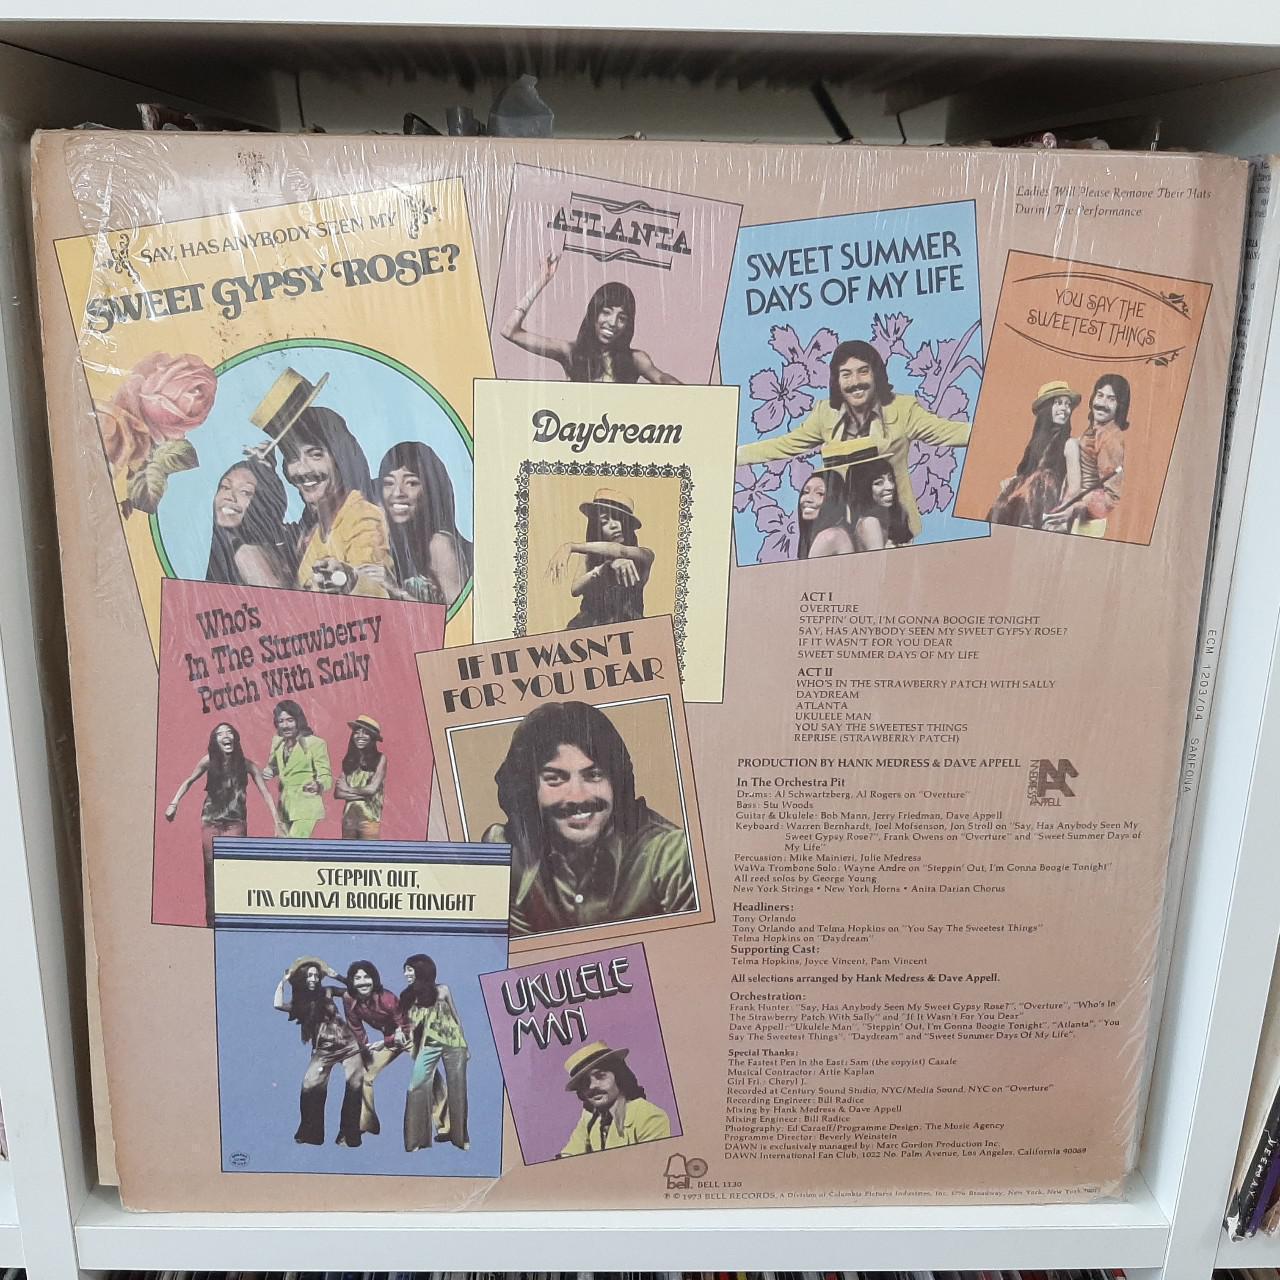 Ladies Will Please Remove Their Hats
During The Performance
SAY, HAS ANYBODY SEEN MY
SWEET GYPSY ROSE?
ATLANTA
SWEET SUMMER
DAYS OF MY LIFE
YOU SAY THE
SWEETEST THINGS
Daydream
Who's
In The Strawberry
Patch With Sally
IF IT WASN'T
FOR YOU DEAR
STEPPIN' OUT,
I'M GONNA BOOGIE TONIGHT
UKULELE
MAN
ACT I
OVERTURE
STEPPIN' OUT, I'M GONNA BOOGIE TONIGHT
SAY, HAS ANYBODY SEEN MY SWEET GYPSY ROSE?
IF IT WASN'T FOR YOU DEAR
SWEET SUMMER DAYS OF MY LIFE
ACT II
WHO'S IN THE STRAWBERRY PATCH WITH SALLY
DAYDREAM
ATLANTA
UKULELE MAN
YOU SAY THE SWEETEST THINGS
REPRISE (STRAWBERRY PATCH)
PRODUCTION BY HANK MEDRESS & DAVE APPELL
MEDRESS
APPELL
In The Orchestra Pit
Drums: Al Schwartzberg, Al Rogers on "Overture"
Bass: Stu Woods
Guitar & Ukulele: Bob Mann, Jerry Friedman, Dave Appell
Keyboard: Warren Bernhardt, Joel Mofsenson, Jon Stroll on "Say, Has Anybody Seen My
Sweet Gypsy Rose?", Frank Owens on "Overture" and "Sweet Summer Days of
My Life"
Percussion: Mike Mainieri, Julie Medress
WaWa Trombone Solo: Wayne Andre on "Steppin' Out, I'm Gonna Boogie Tonight"
All reed solos by George Young
New York Strings • New York Horns • Anita Darian Chorus
Headliners:
Tony Orlando
Tony Orlando and Telma Hopkins on "You Say The Sweetest Things"
Telma Hopkins on "Daydream"
Supporting Cast:
Telma Hopkins, Joyce Vincent, Pam Vincent
All selections arranged by Hank Medress & Dave Appell.
Orchestration:
Frank Hunter: "Say, Has Anybody Seen My Sweet Gypsy Rose?", "Overture", "Who's In
The Strawberry Patch With Sally" and "If It Wasn't For You Dear"
Dave Appell: "Ukulele Man", "Steppin' Out, I'm Gonna Boogie Tonight", "Atlanta", "You
Say The Sweetest Things", "Daydream" and "Sweet Summer Days Of My Life".
Special Thanks:
The Fastest Pen In the East: Sam (the copyist) Casale
Musical Contractor: Artie Kaplan
Girl Fri.: Cheryl J.
Recorded at Century Sound Studio, NYC/Media Sound, NYC on "Overture"
Recording Engineer: Bill Radice
Mixing by Hank Medress & Dave Appell
Mixing Engineer: Bill Radice
Photography: Ed Caraeff/Programme Design: The Music Agency
Programme Director: Beverly Weinstein
DAWN is exclusively managed by: Marc Gordon Production Inc.
DAWN International Fan Club, 1022 No. Palm Avenue, Los Angeles, California 90069
bell. BELL 1130
℗ © 1973 BELL RECORDS, A Division of Columbia Pictures Industries, Inc. 1776 Broadway, New York, New York
ECM 1203/04 SANFONA